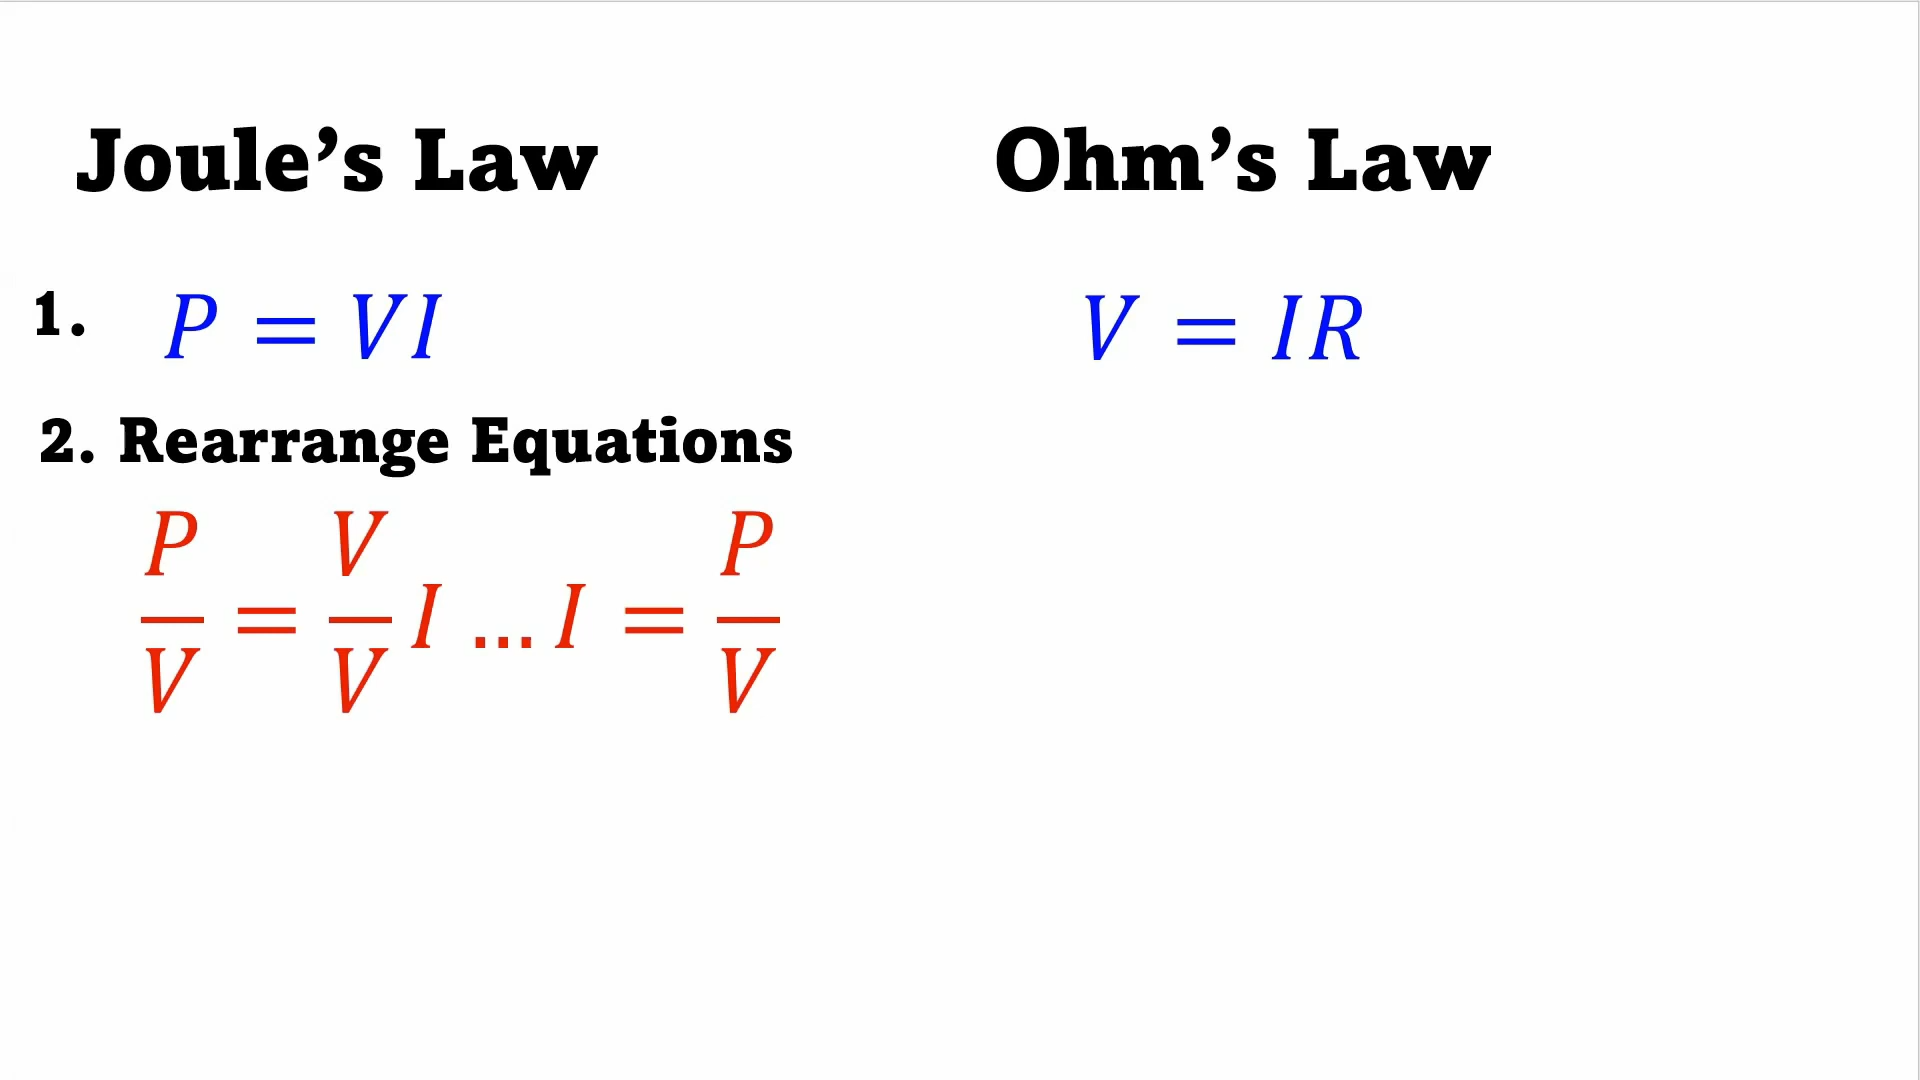 Joule’s Law
Ohm’s Law
1. P = VI
V = IR
2. Rearrange Equations
P/V = V/V I ... I = P/V